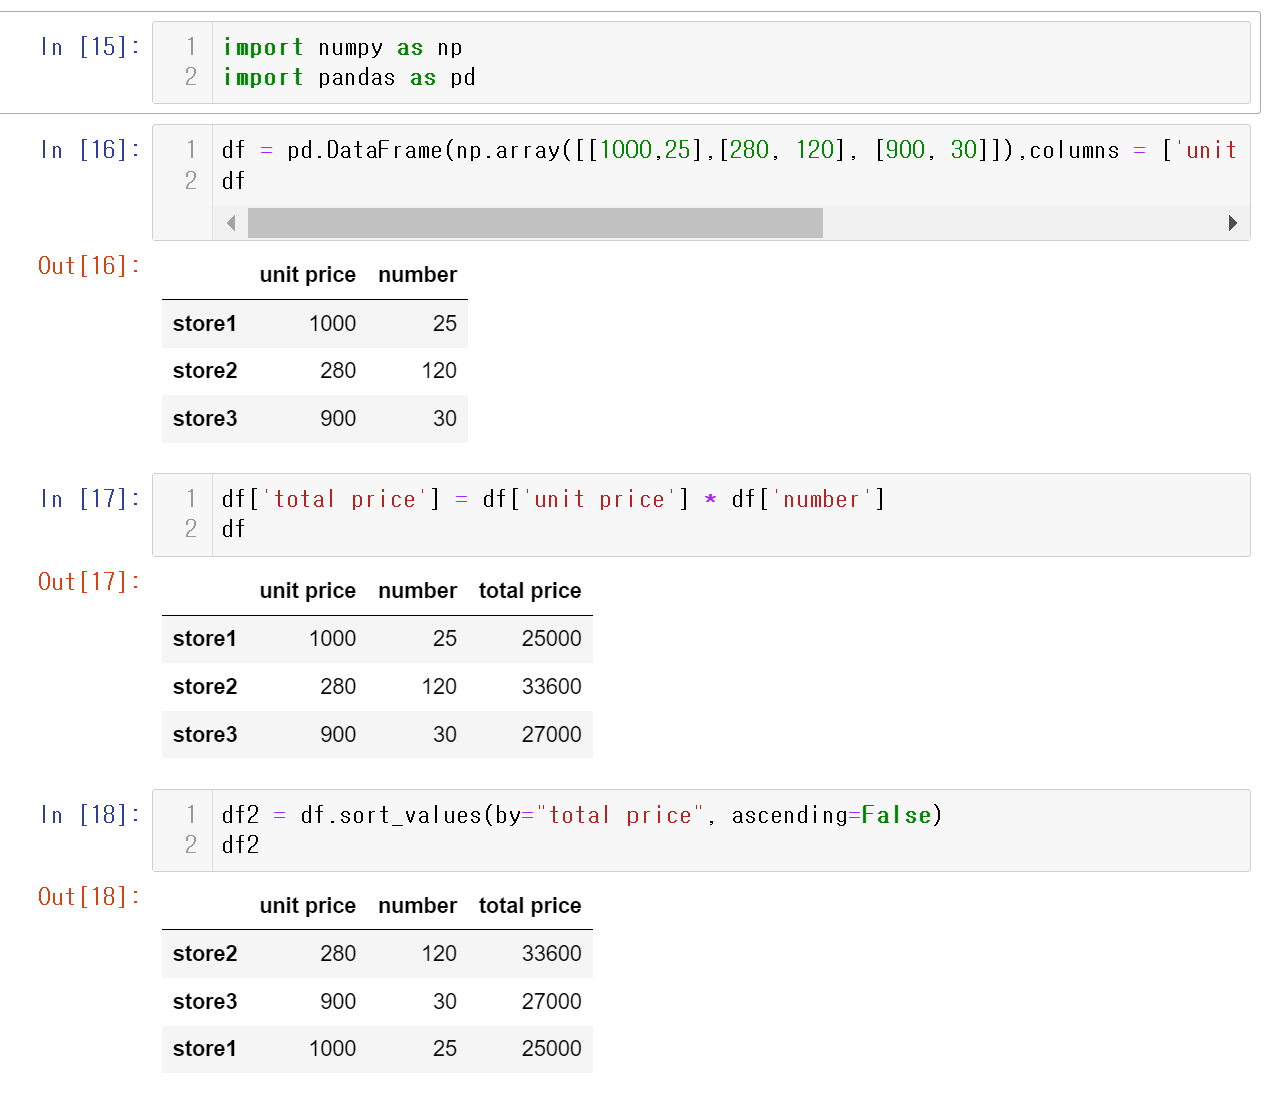 In [15]:
1 import numpy as np
2 import pandas as pd
In [16]:
1 df = pd.DataFrame(np.array([[1000,25],[280, 120], [900, 30]]),columns = ['unit
2 df
Out[16]:
unit price number
store1 1000 25
store2 280 120
store3 900 30
In [17]:
1 df['total price'] = df['unit price'] * df['number']
2 df
Out[17]:
unit price number total price
store1 1000 25 25000
store2 280 120 33600
store3 900 30 27000
In [18]:
1 df2 = df.sort_values(by="total price", ascending=False)
2 df2
Out[18]:
unit price number total price
store2 280 120 33600
store3 900 30 27000
store1 1000 25 25000